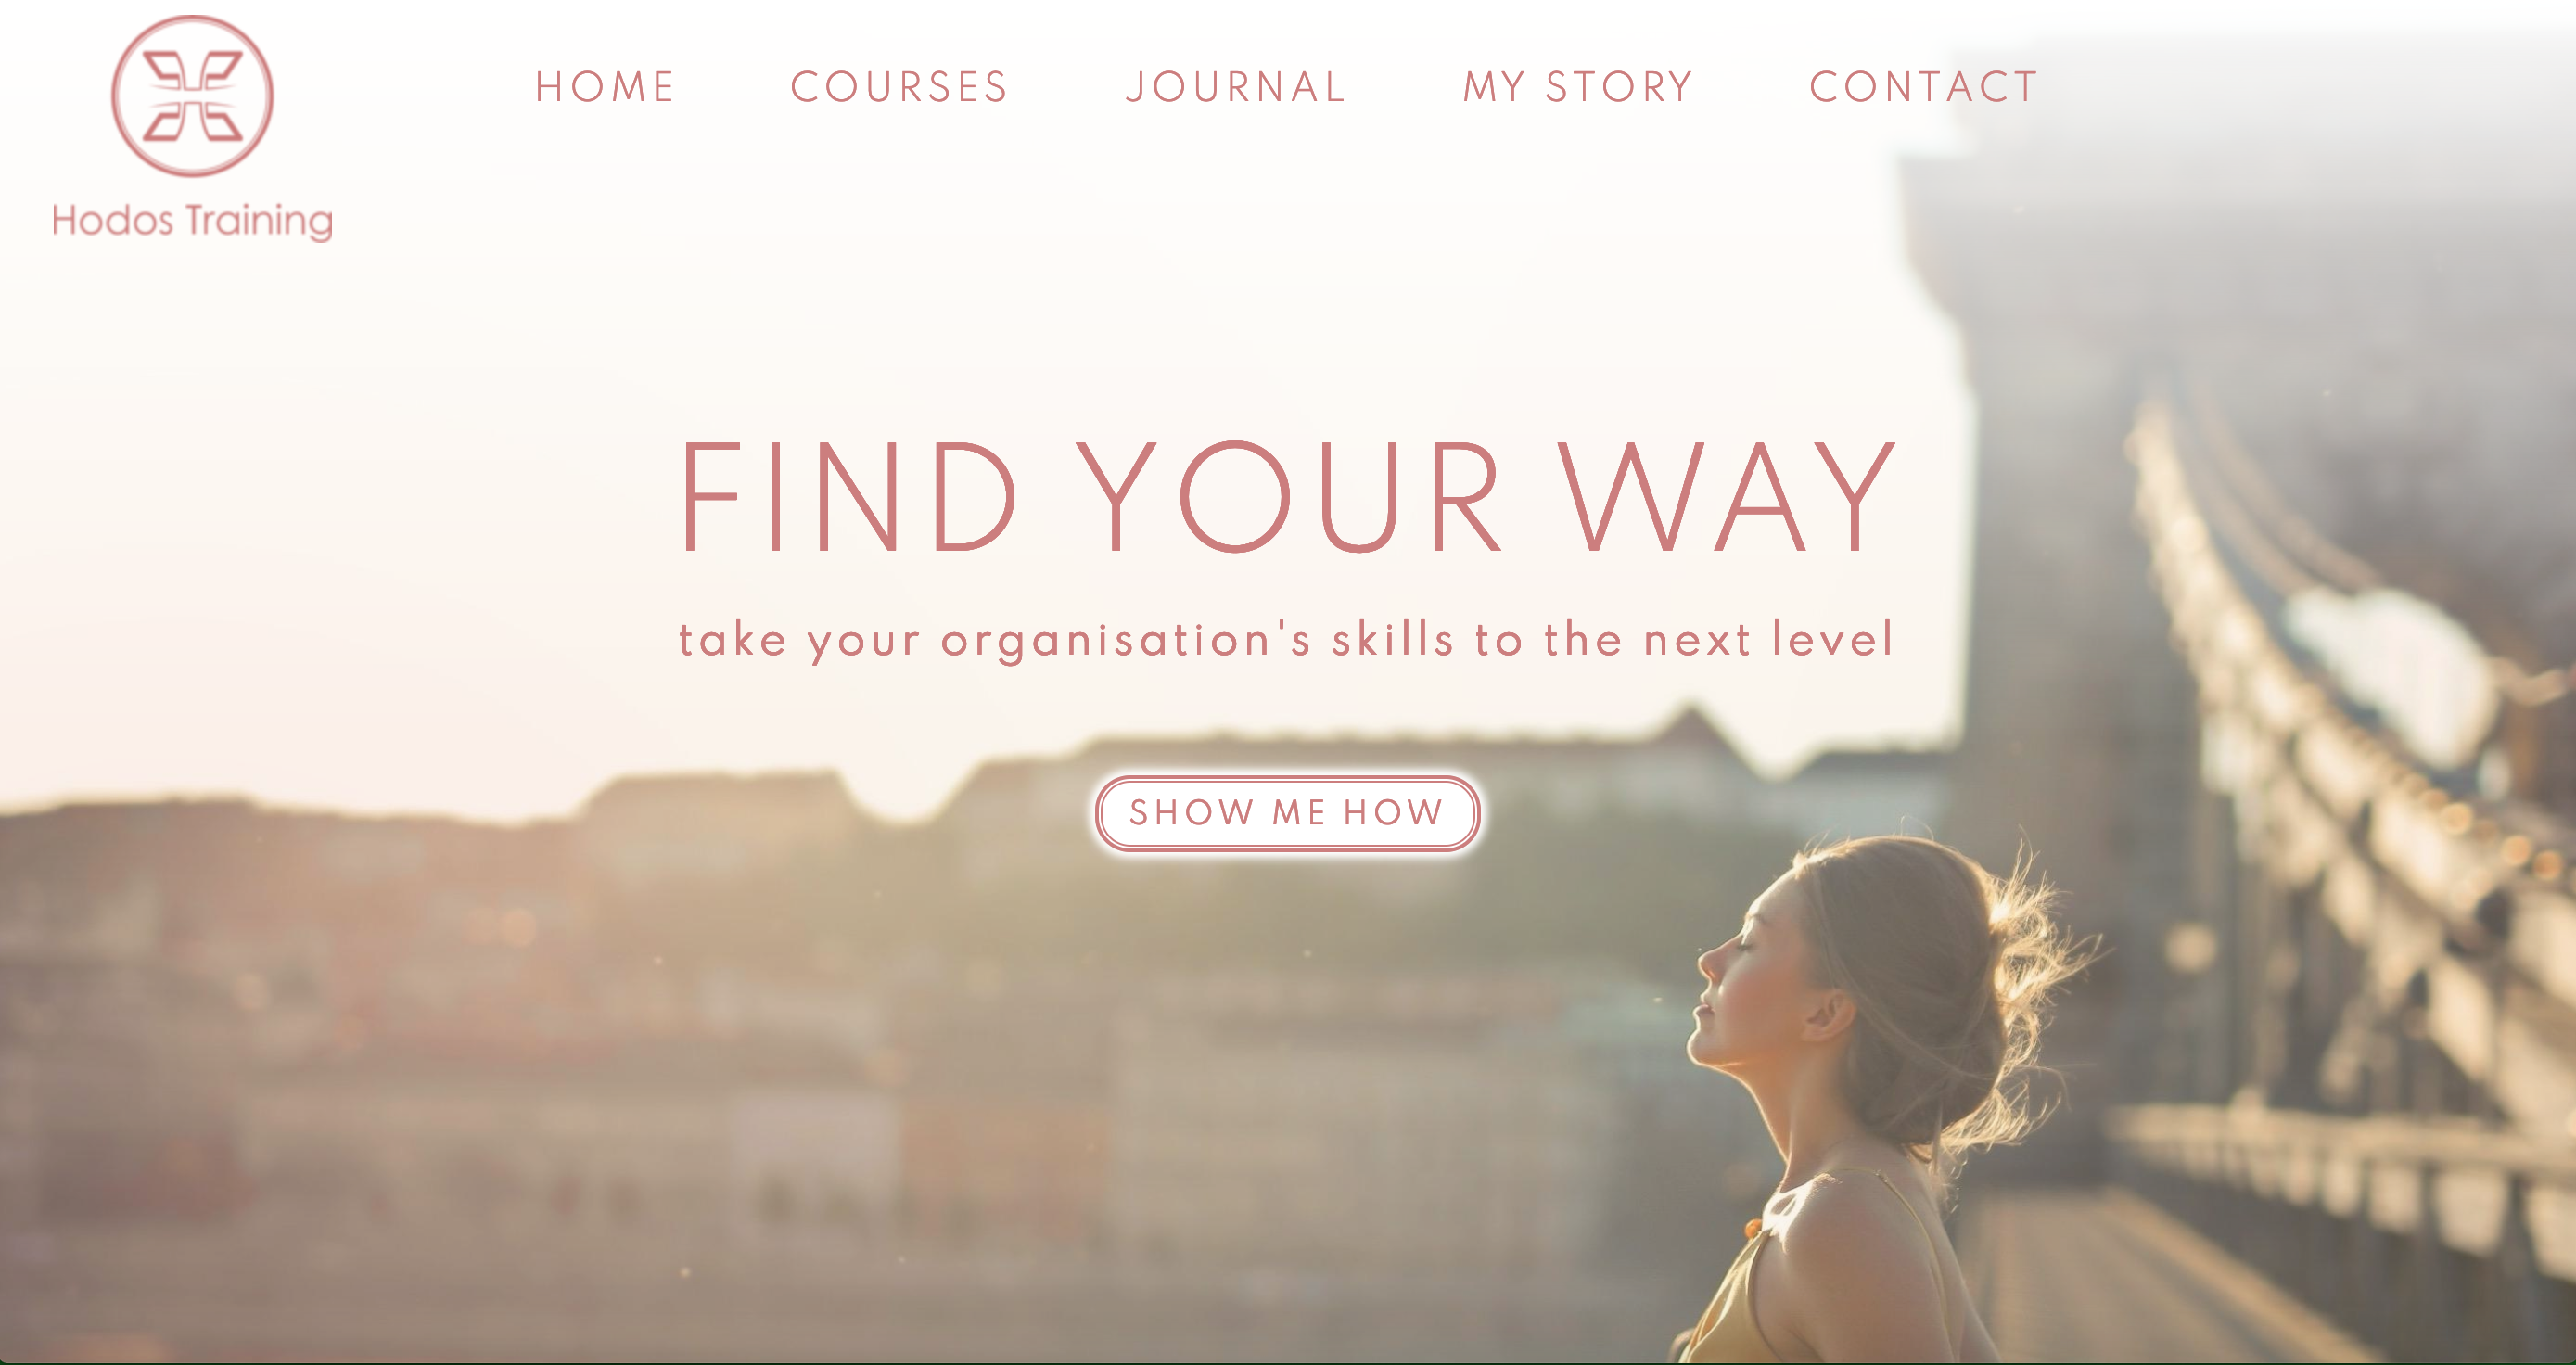 HOME COURSES JOURNAL MY STORY CONTACT
Hodos Training
FIND YOUR WAY
take your organisation's skills to the next level
SHOW ME HOW